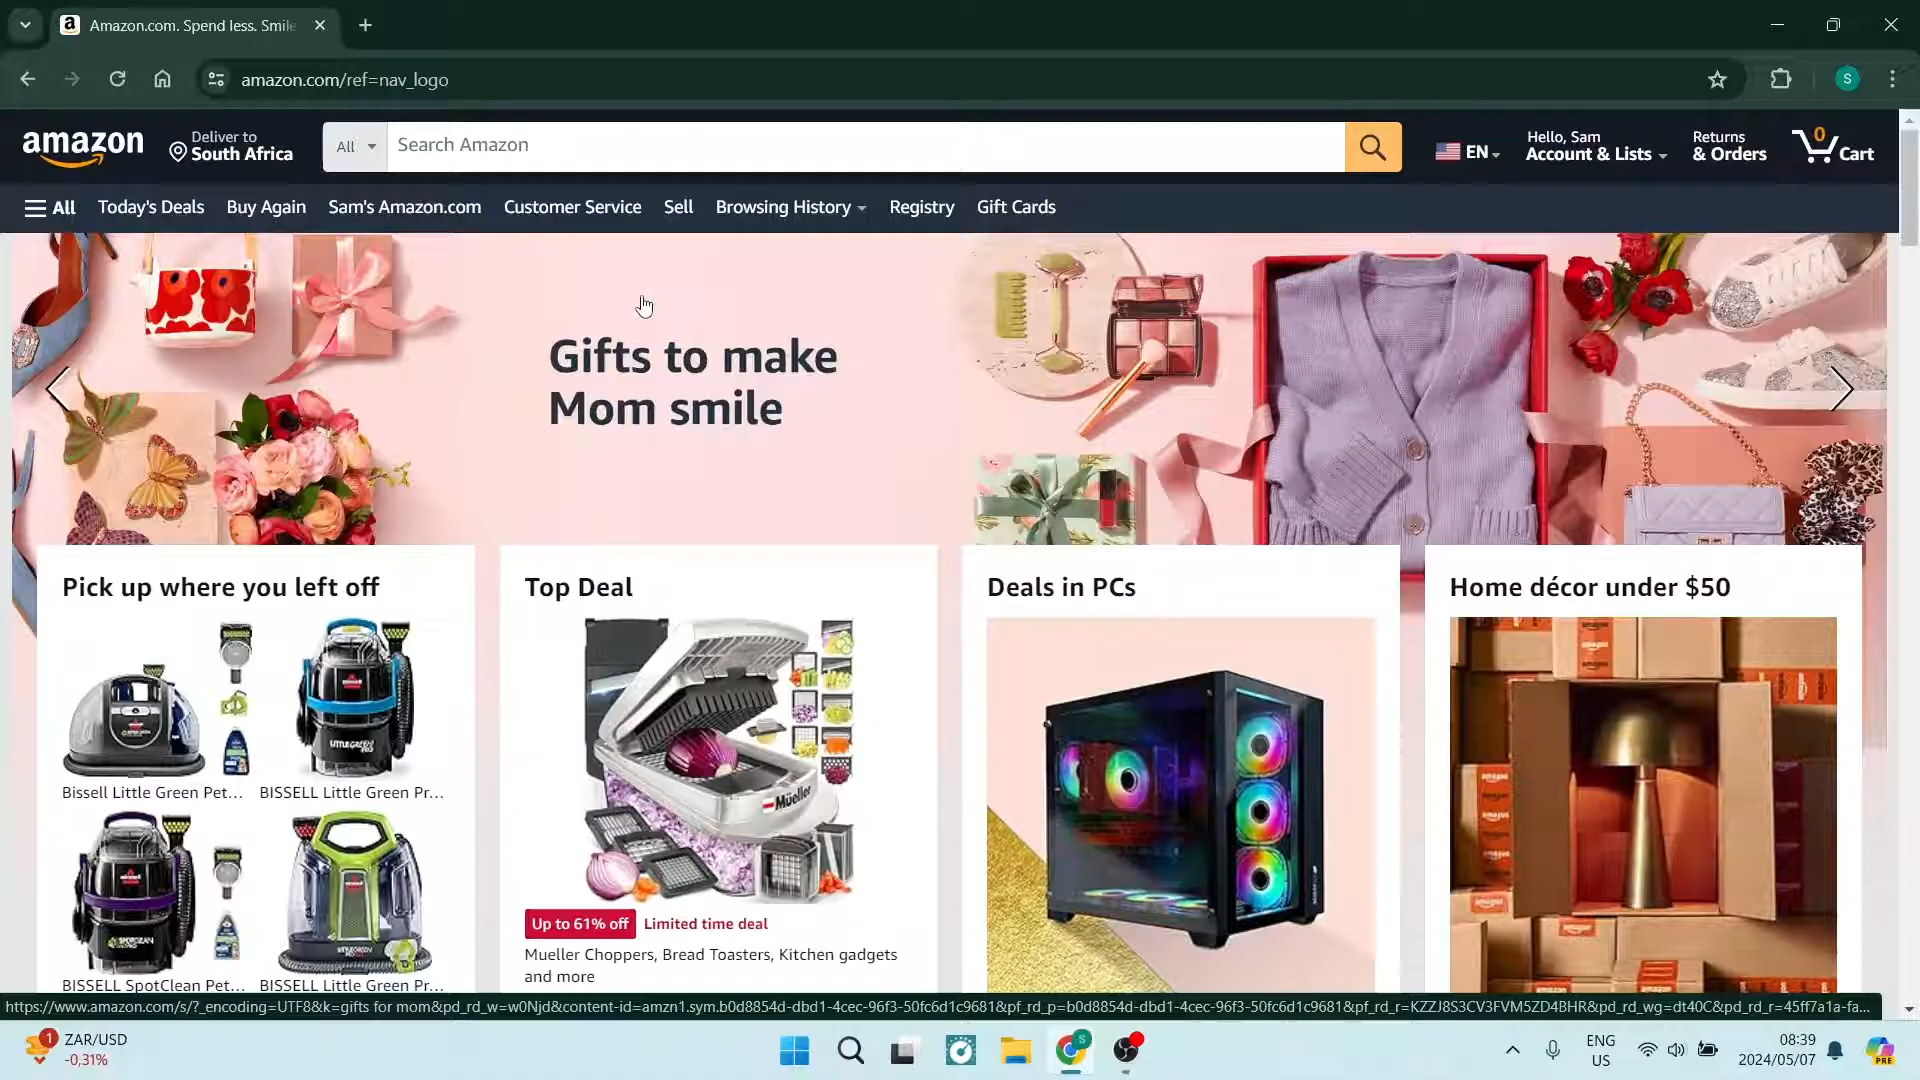 Amazon.com. Spend less. Smile
amazon.com/ref=nav_logo
S
amazon
Deliver to
South Africa
All
Search Amazon
EN
Hello, Sam
Account & Lists
Returns
& Orders
0
Cart
All
Today's Deals
Buy Again
Sam's Amazon.com
Customer Service
Sell
Browsing History
Registry
Gift Cards
Gifts to make
Mom smile
Pick up where you left off
Top Deal
Deals in PCs
Home décor under $50
Bissell Little Green Pet...
BISSELL Little Green Pr...
BISSELL SpotClean Pet...
BISSELL Little Green Pr...
Mueller
Up to 61% off
Limited time deal
Mueller Choppers, Bread Toasters, Kitchen gadgets
and more
https://www.amazon.com/s/?_encoding=UTF8&k=gifts for mom&pd_rd_w=w0Njd&content-id=amzn1.sym.b0d8854d-dbd1-4cec-96f3-50fc6d1c9681&pf_rd_p=b0d8854d-dbd1-4cec-96f3-50fc6d1c9681&pf_rd_r=KZZJ8S3CV3FVM5ZD4BHR&pd_rd_wg=dt40C&pd_rd_r=45ff7a1a-fa...
1
ZAR/USD
-0,31%
S
ENG
US
08:39
2024/05/07
PRE